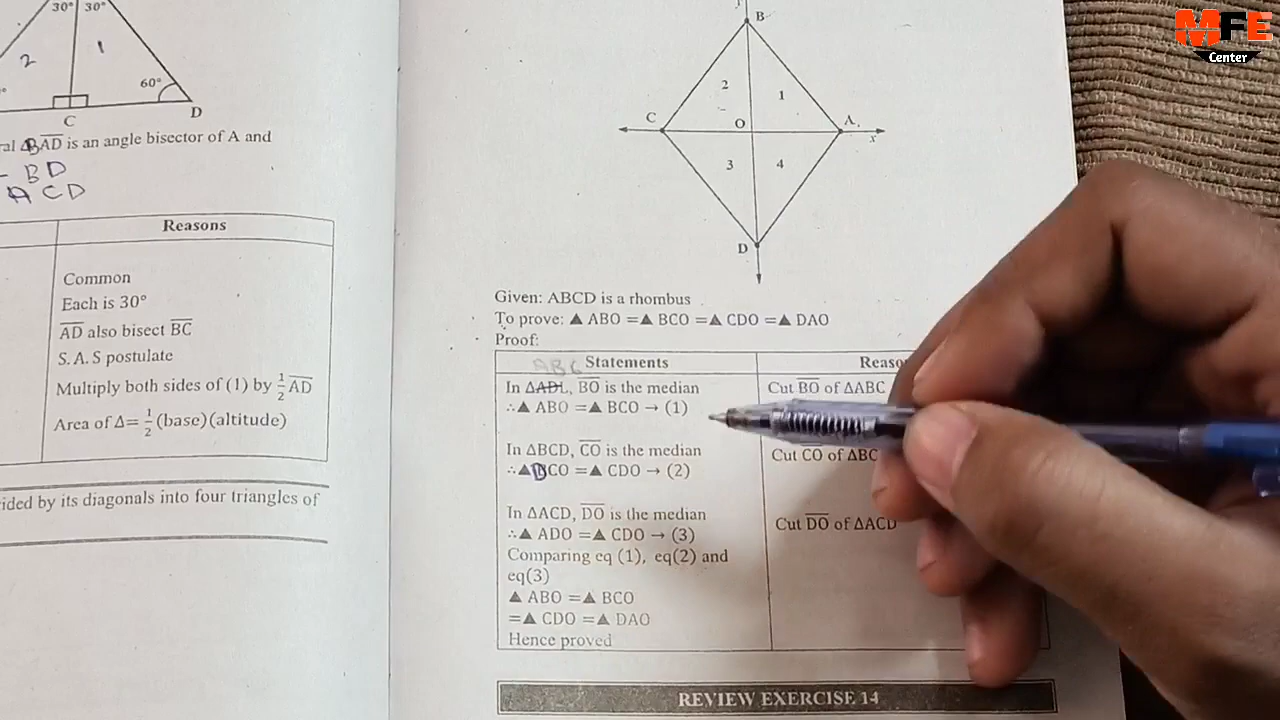 MFE
Center
30° 30°
2 1
60°
C D
ral △BAD is an angle bisector of A and
BD
ACD
Reasons
Common
Each is 30°
AD also bisect BC
S.A.S postulate
Multiply both sides of (1) by 1/2 AD
Area of Δ= 1/2 (base)(altitude)
ided by its diagonals into four triangles of
B
2 1
C O A
x
3 4
D
Given: ABCD is a rhombus
To prove: ▲ ABO =▲ BCO =▲ CDO =▲ DAO
Proof:
ABC
Statements Reaso
In ΔADL, BO is the median Cut BO of ΔABC
∴▲ ABO =▲ BCO → (1)
In ΔBCD, CO is the median Cut CO of ΔBC
∴▲BCO =▲ CDO → (2)
In ΔACD, DO is the median Cut DO of ΔACD
∴▲ ADO =▲ CDO → (3)
Comparing eq (1), eq(2) and
eq(3)
▲ ABO =▲ BCO
=▲ CDO =▲ DAO
Hence proved
REVIEW EXERCISE 14